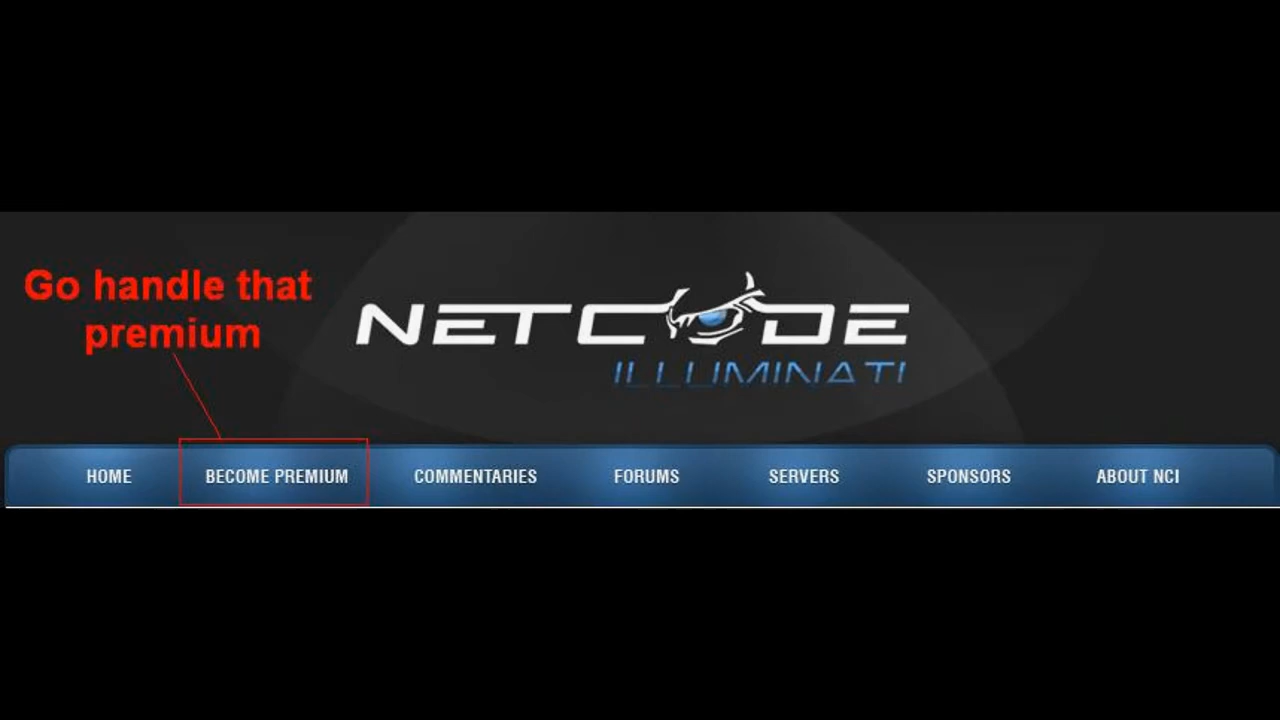 Go handle that
premium
NETCODE
ILLUMINATI
HOME BECOME PREMIUM COMMENTARIES FORUMS SERVERS SPONSORS ABOUT NCI